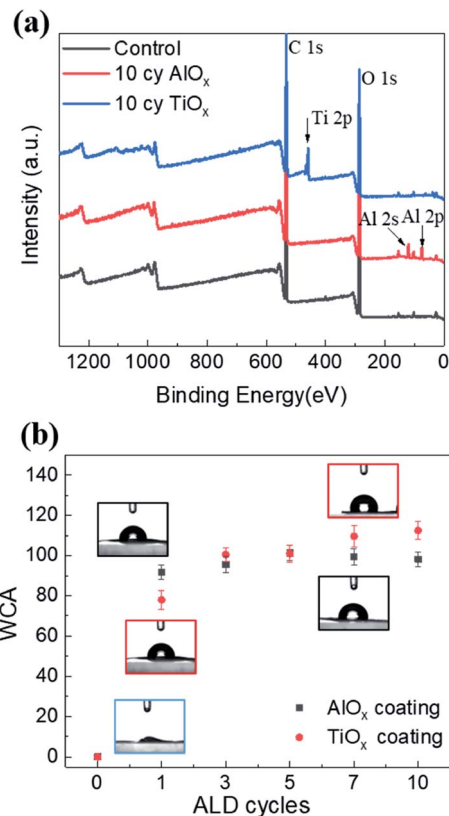 (a)
Control
10 cy AlOₓ
10 cy TiOₓ
C 1s
O 1s
Ti 2p
Al 2s
Al 2p
Intensity (a.u.)
1200 1000 800 600 400 200 0
Binding Energy(eV)
(b)
140
120
100
80
60
40
20
0
WCA
AlOₓ coating
TiOₓ coating
0 1 3 5 7 10
ALD cycles